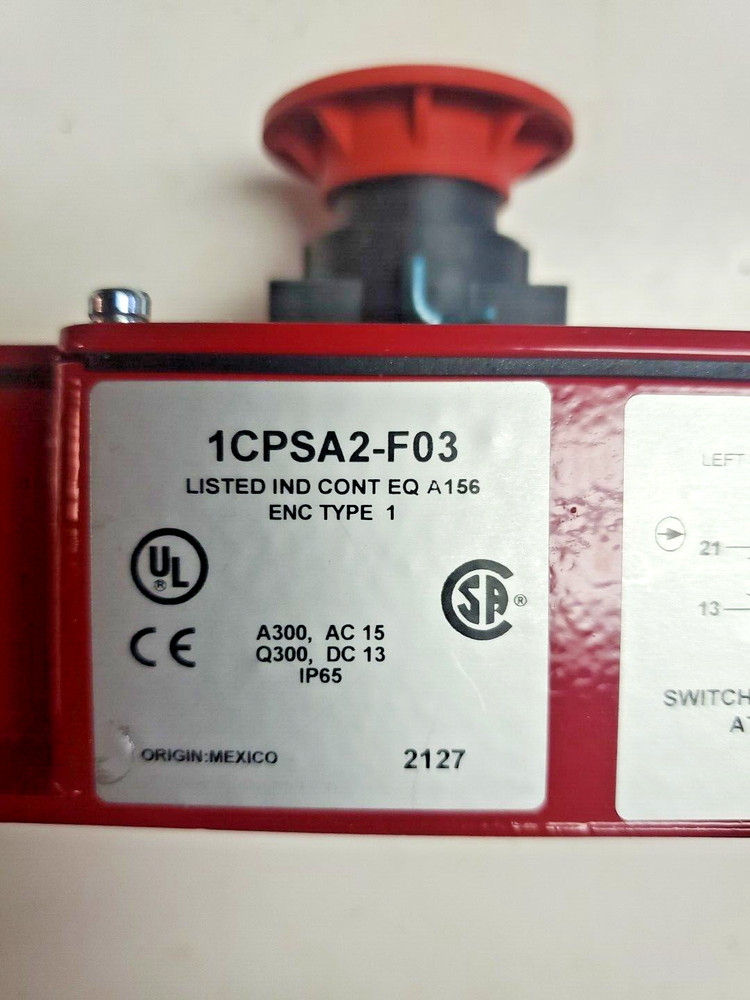 1CPSA2-F03
LISTED IND CONT EQ A156
ENC TYPE 1
UL
®
SA
®
CE
A300, AC 15
Q300, DC 13
IP65
ORIGIN:MEXICO
2127
LEFT
21
13
SWITCH